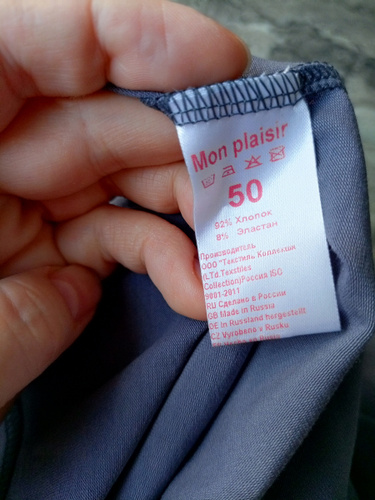 Mon plaisir
50
92% Хлопок
8% Эластан
Производитель
ООО "Текстиль Коллекшн
(LTd.Textiles
Collection)Россия ISO
9001-2011
RU Сделано в России
GB Made in Russia
DE in Russland hergestellt
CZ Vyrobeno v Rusku